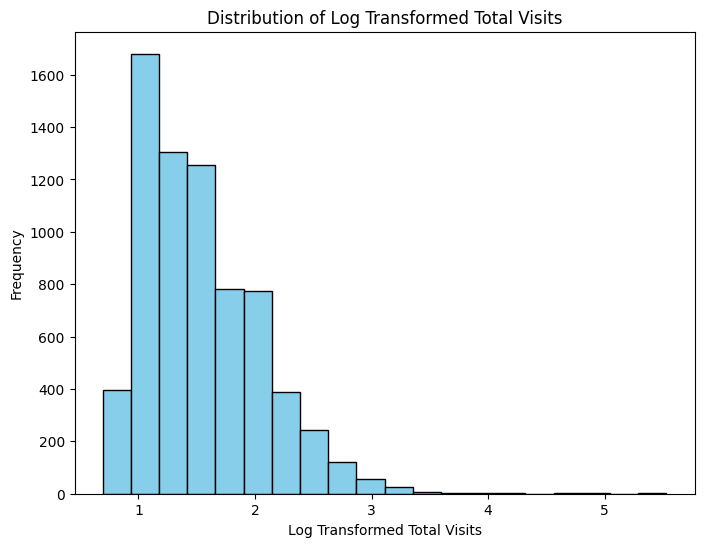 Distribution of Log Transformed Total Visits
1600
1400
1200
1000
800
600
400
200
0
Frequency
1 2 3 4 5
Log Transformed Total Visits